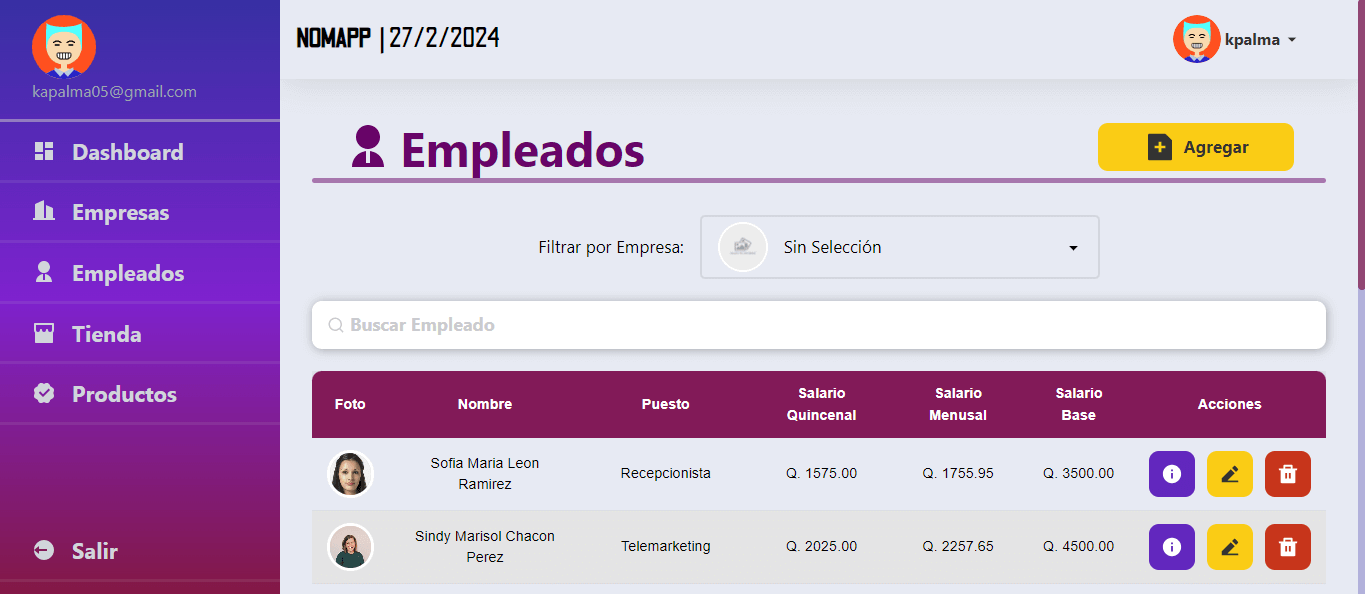 kapalma05@gmail.com
Dashboard
Empresas
Empleados
Tienda
Productos
Salir
NOMAPP | 27/2/2024
kpalma
Empleados
Agregar
Filtrar por Empresa:
Sin Selección
Buscar Empleado
Foto Nombre Puesto Salario Quincenal Salario Menusal Salario Base Acciones
Sofia Maria Leon Ramirez Recepcionista Q. 1575.00 Q. 1755.95 Q. 3500.00
Sindy Marisol Chacon Perez Telemarketing Q. 2025.00 Q. 2257.65 Q. 4500.00